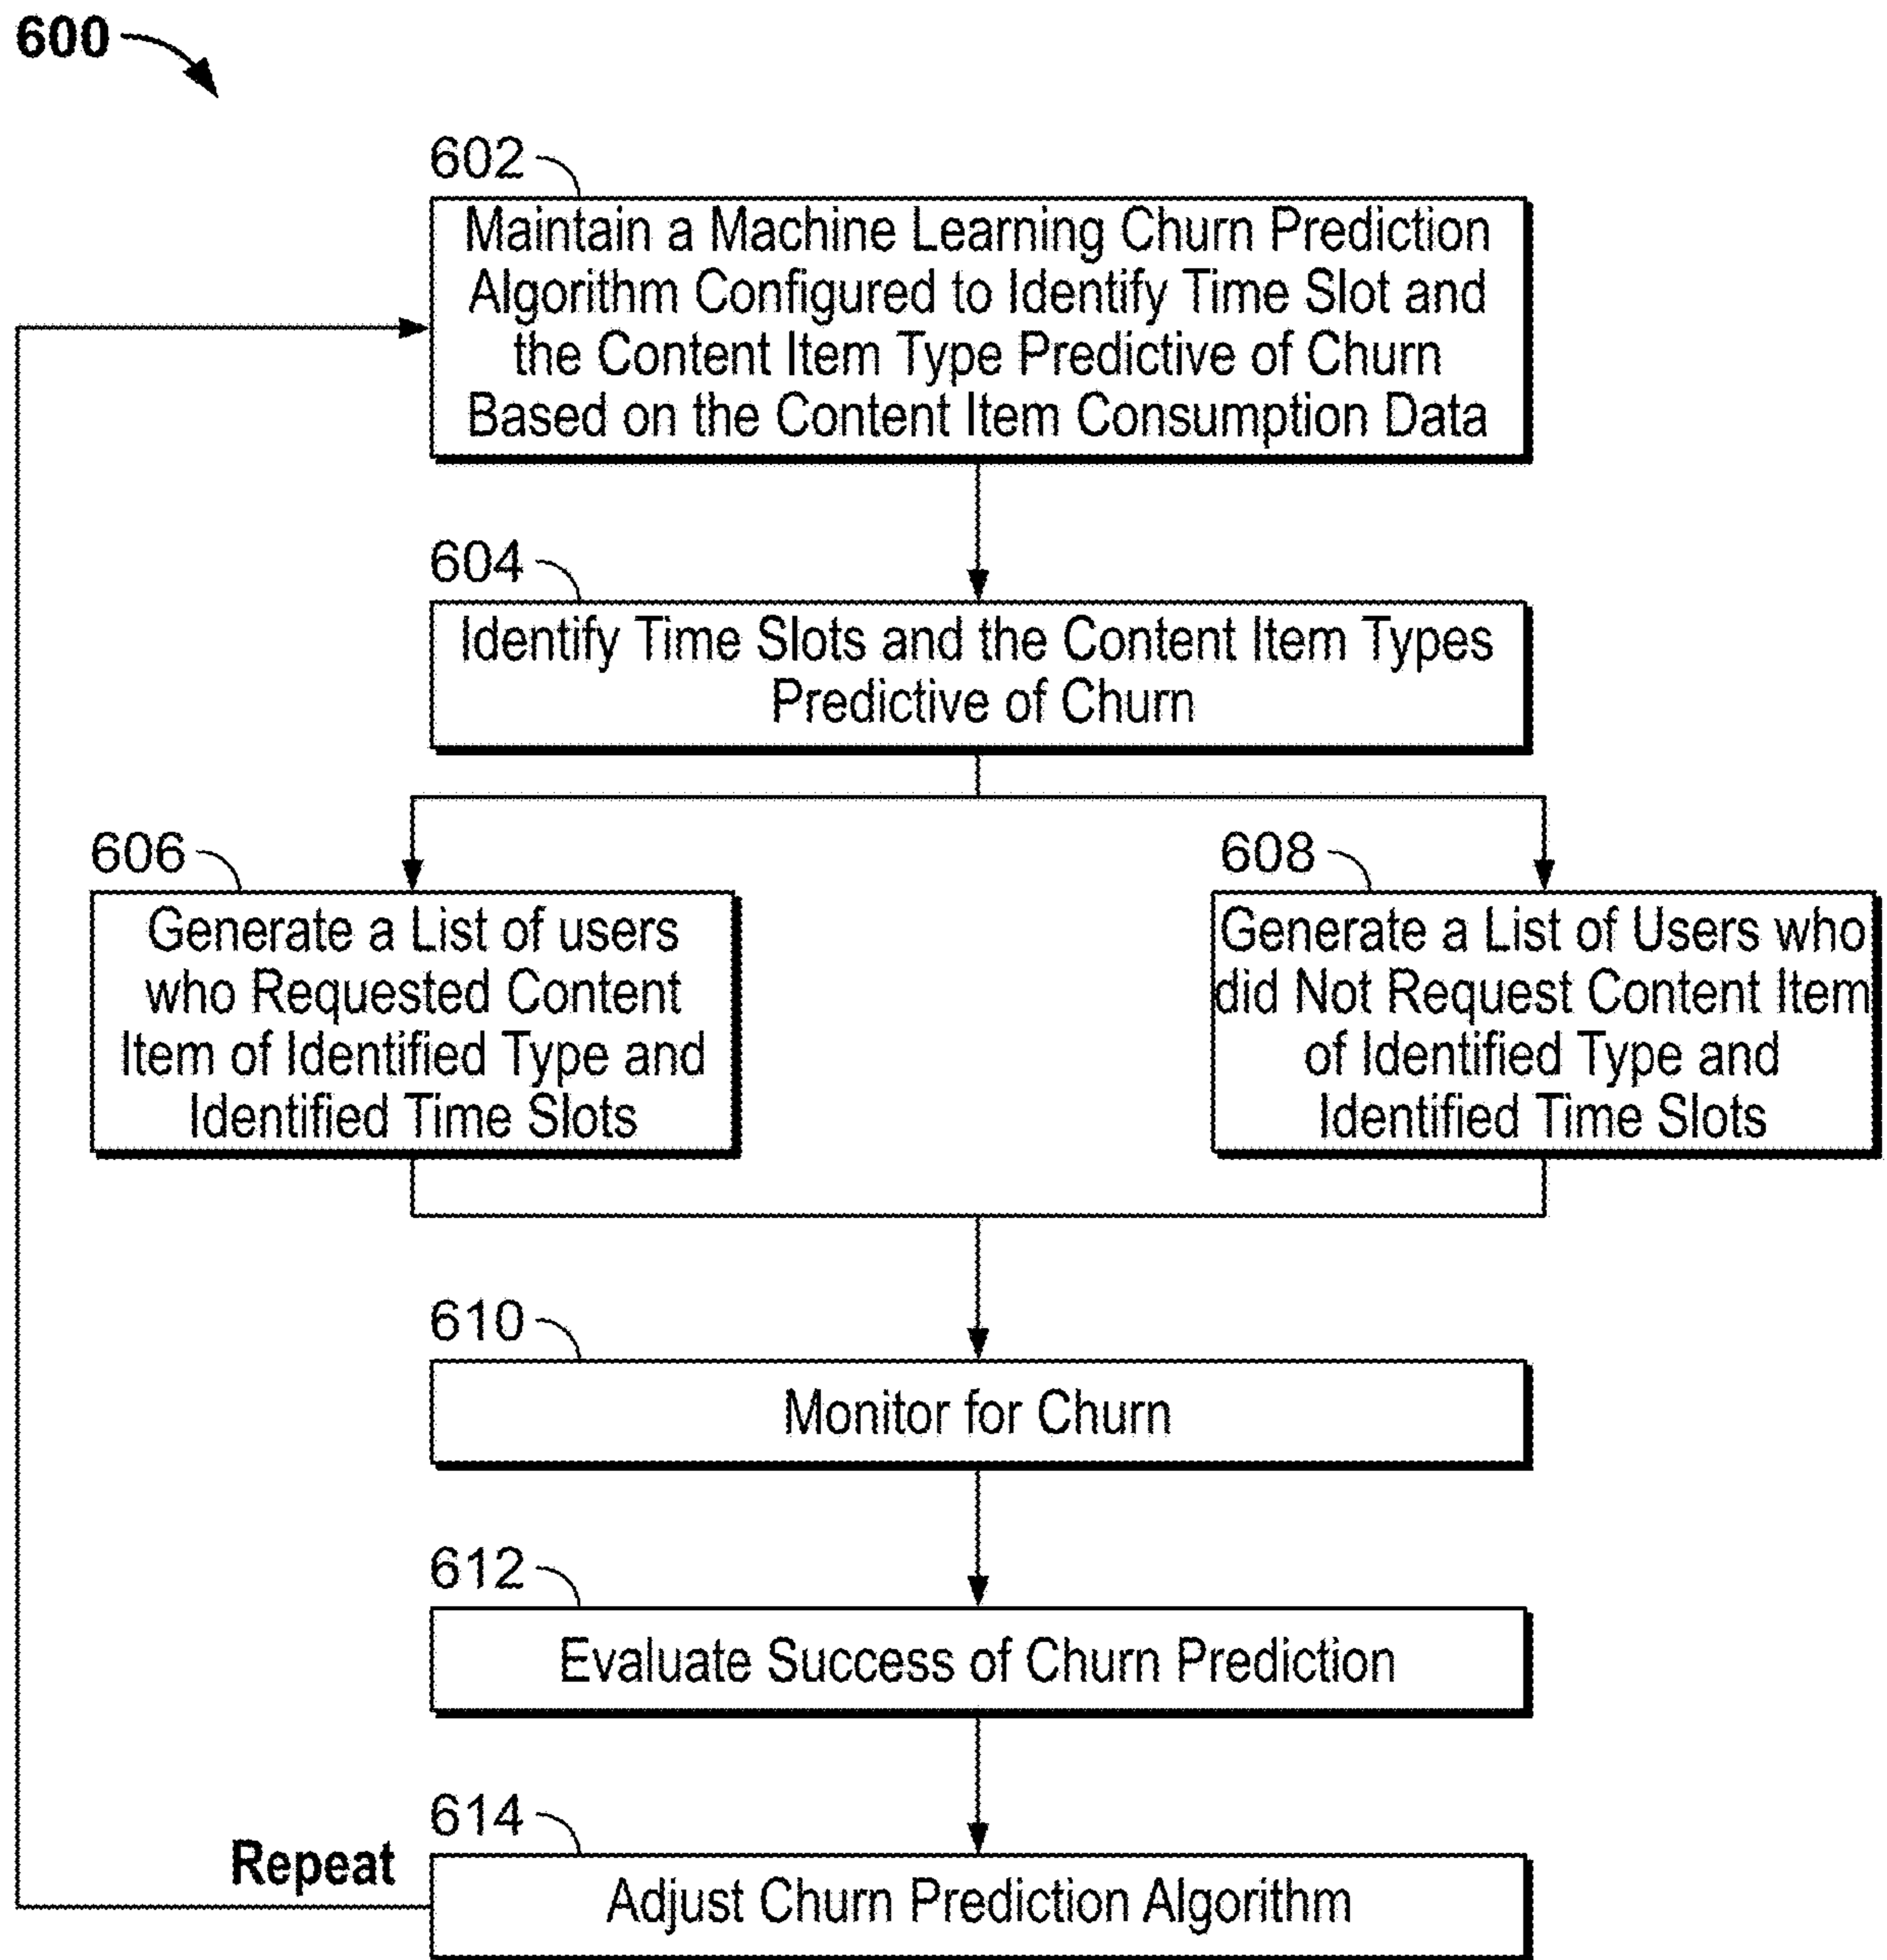 600
602
Maintain a Machine Learning Churn Prediction
Algorithm Configured to Identify Time Slot and
the Content Item Type Predictive of Churn
Based on the Content Item Consumption Data
604
Identify Time Slots and the Content Item Types
Predictive of Churn
606
Generate a List of users
who Requested Content
Item of Identified Type and
Identified Time Slots
608
Generate a List of Users who
did Not Request Content Item
of Identified Type and
Identified Time Slots
610
Monitor for Churn
612
Evaluate Success of Churn Prediction
614
Repeat
Adjust Churn Prediction Algorithm